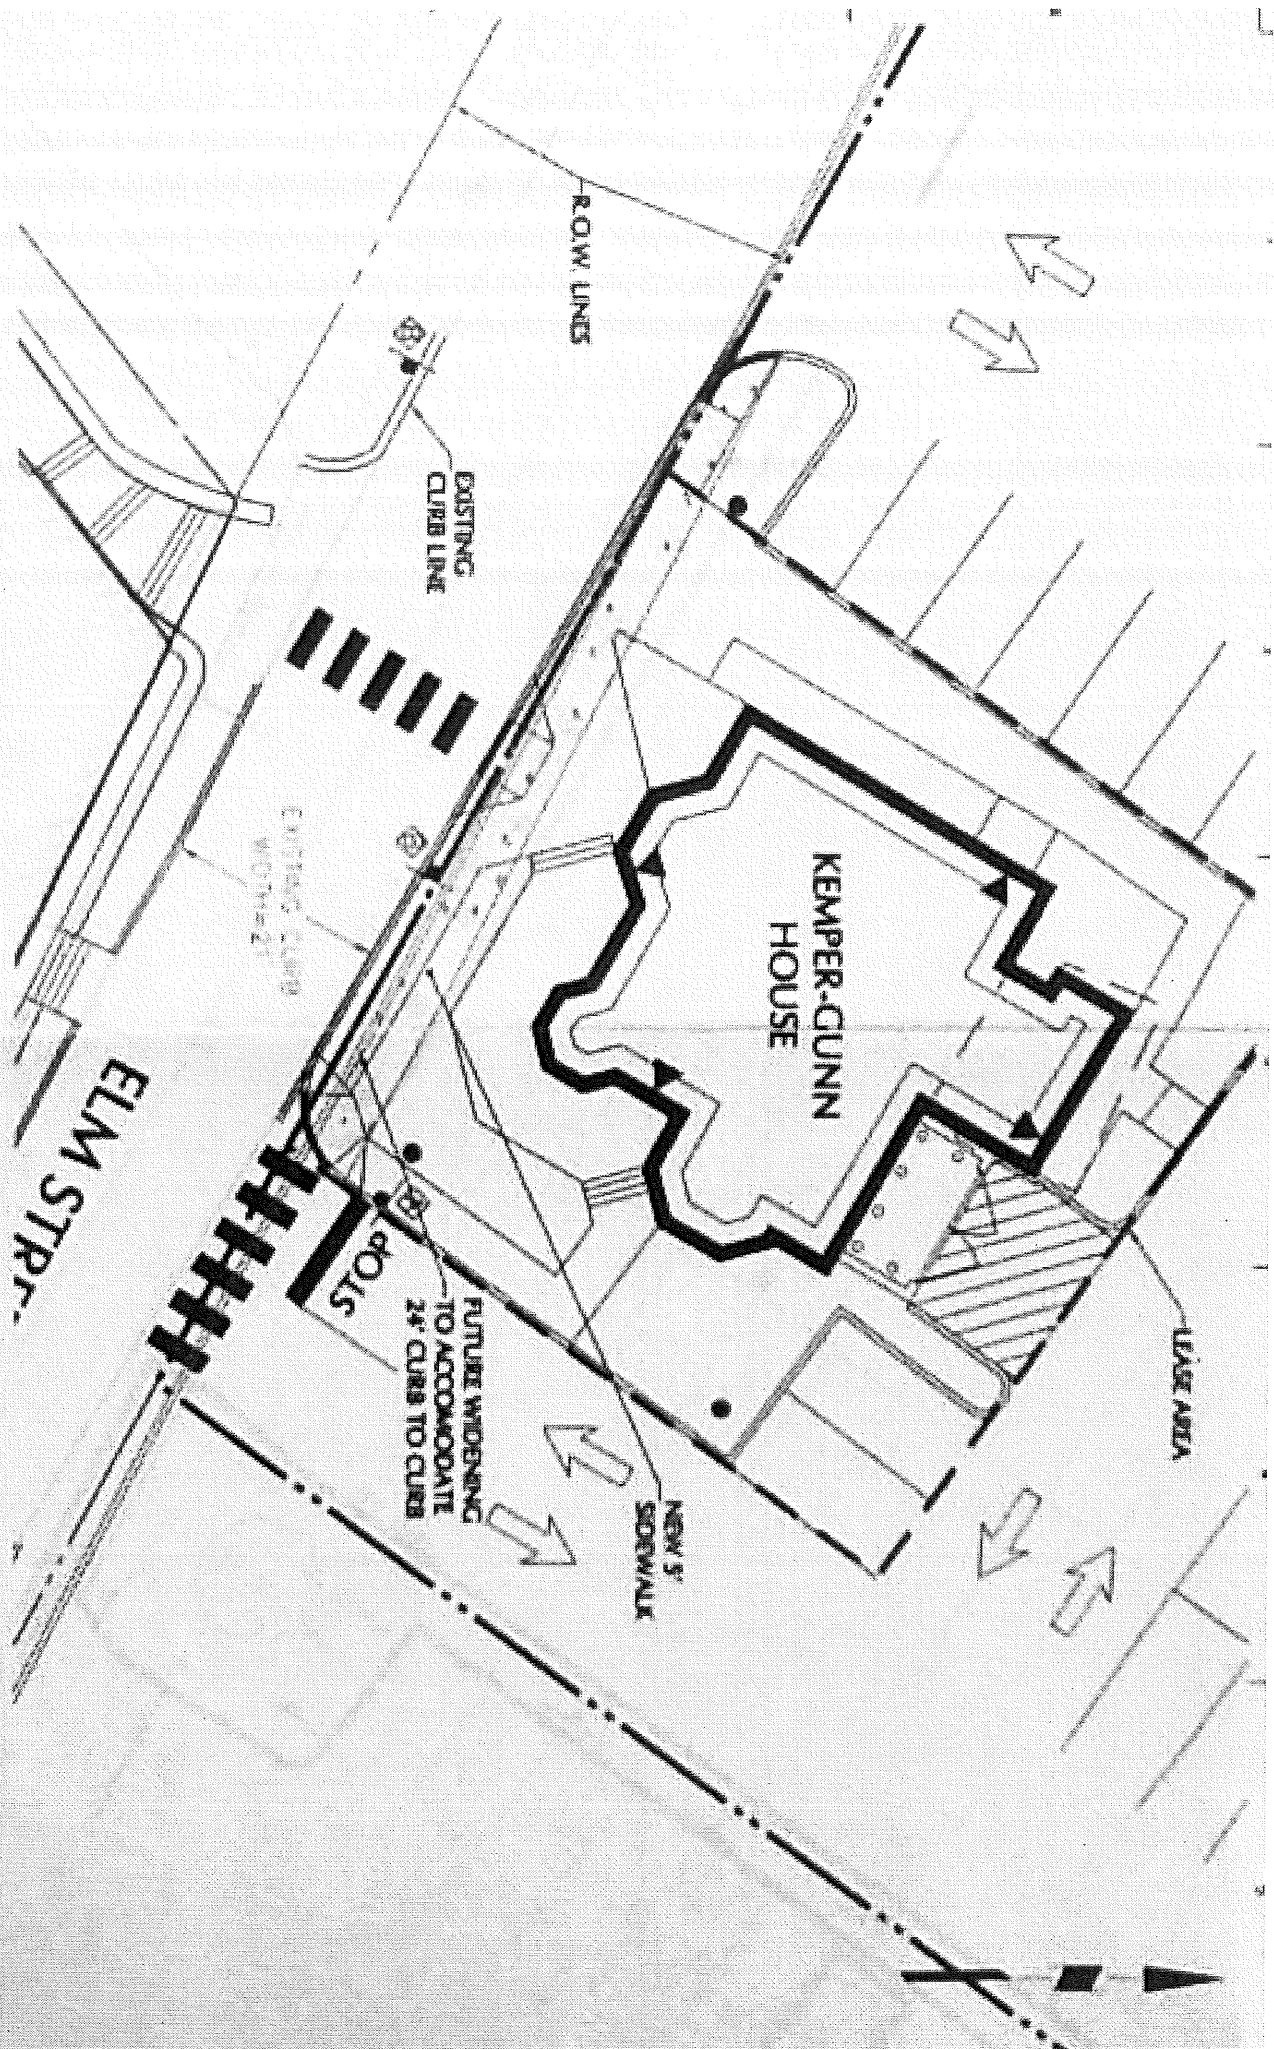 R.O.W. LINES
EXISTING
CURB LINE
KEMPER-GUNN
HOUSE
LEASE AREA
NEW 5'
SIDEWALK
FUTURE WIDENING
TO ACCOMODATE
24' CURB TO CURB
STOP
ELM STRE